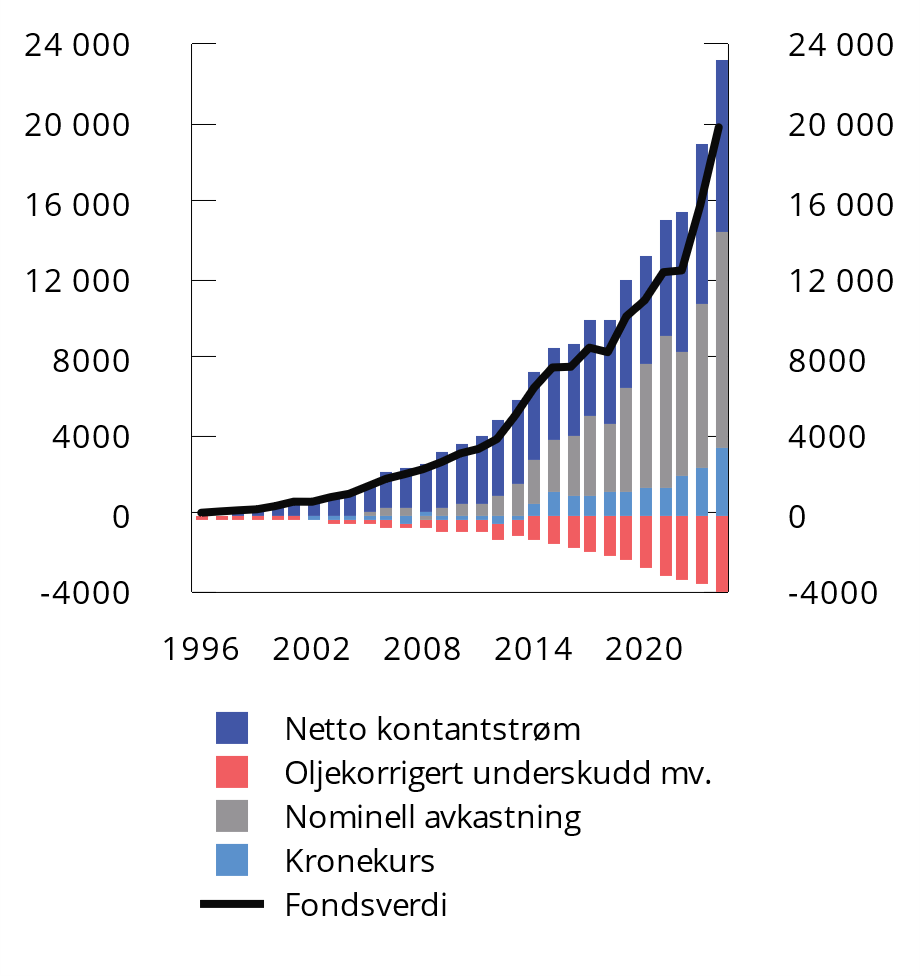 24 000 24 000
20 000 20 000
16 000 16 000
12 000 12 000
8000 8000
4000 4000
0 0
-4000 -4000
1996 2002 2008 2014 2020
Netto kontantstrøm
Oljekorrigert underskudd mv.
Nominell avkastning
Kronekurs
Fondsverdi